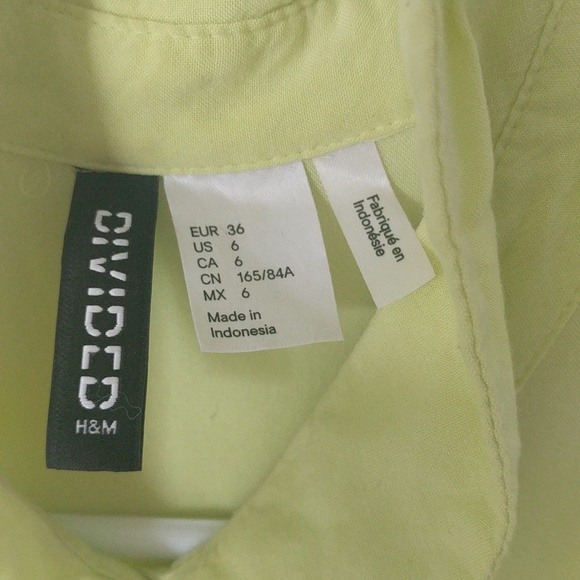 DIVIDED
H&M
EUR 36
US 6
CA 6
CN 165/84A
MX 6
Made in
Indonesia
Fabriqué en
Indonésie